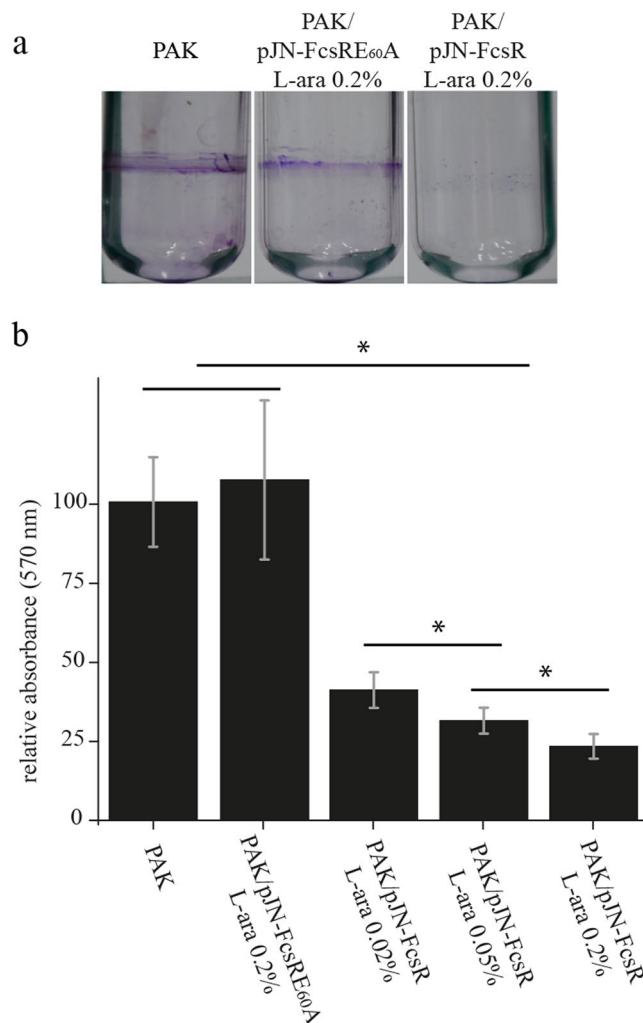 a
PAK
PAK/
pJN-FcsRE60A
L-ara 0.2%
PAK/
pJN-FcsR
L-ara 0.2%
b
*
*
*
relative absorbance (570 nm)
100
75
50
25
0
PAK
PAK/pJN-FcsRE60A
L-ara 0.2%
PAK/pJN-FcsR
L-ara 0.02%
PAK/pJN-FcsR
L-ara 0.05%
PAK/pJN-FcsR
L-ara 0.2%